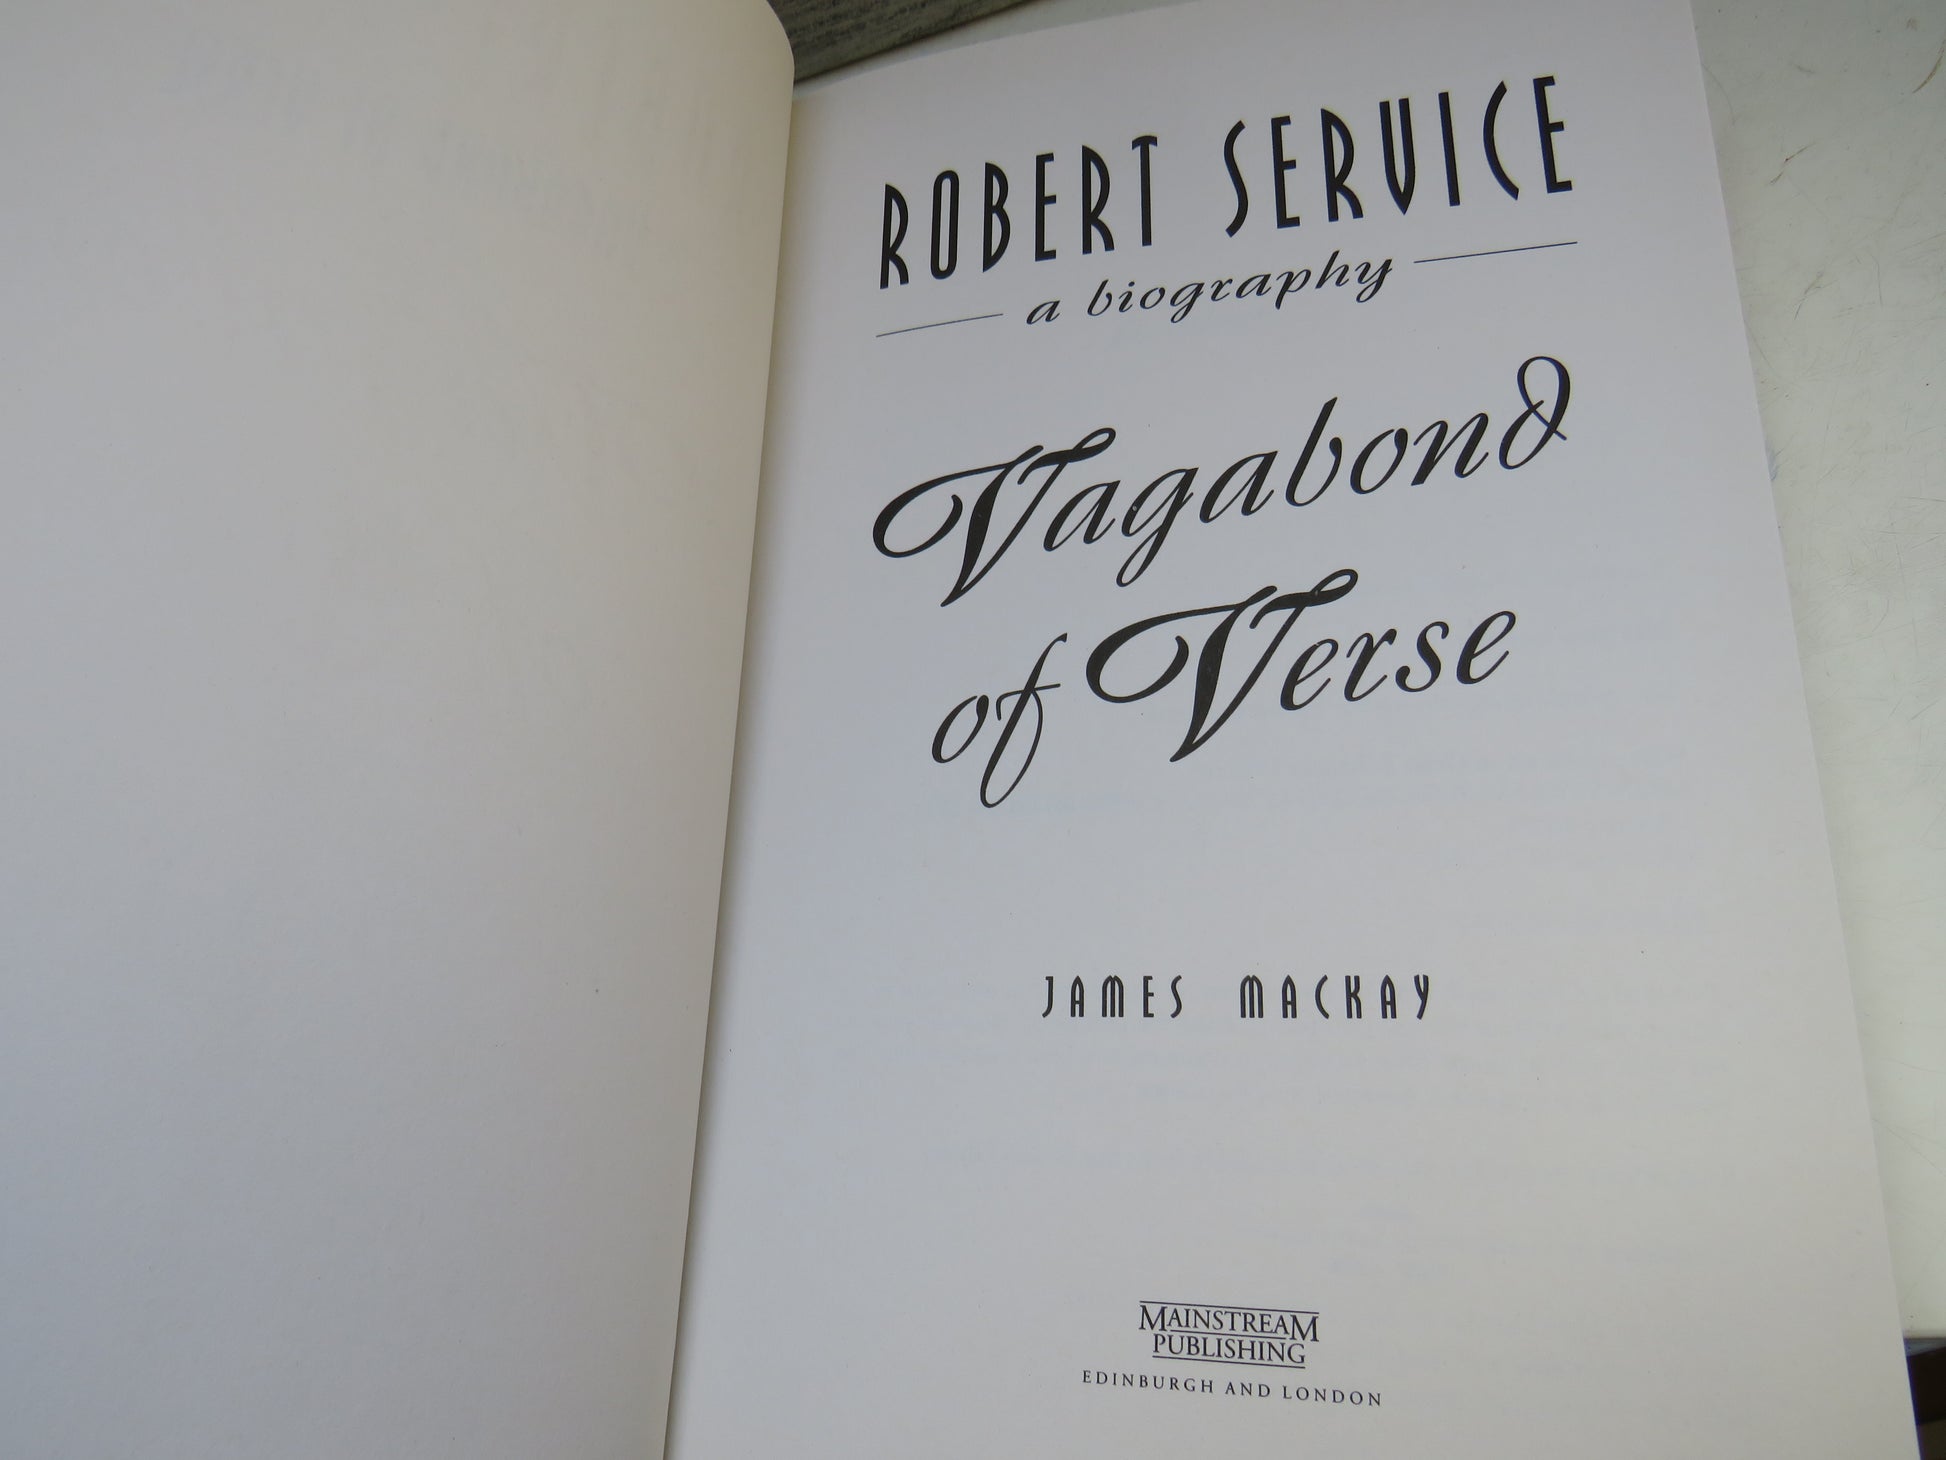 ROBERT SERVICE
a biography
Vagabond
of Verse
JAMES MACKAY
MAINSTREAM
PUBLISHING
EDINBURGH AND LONDON